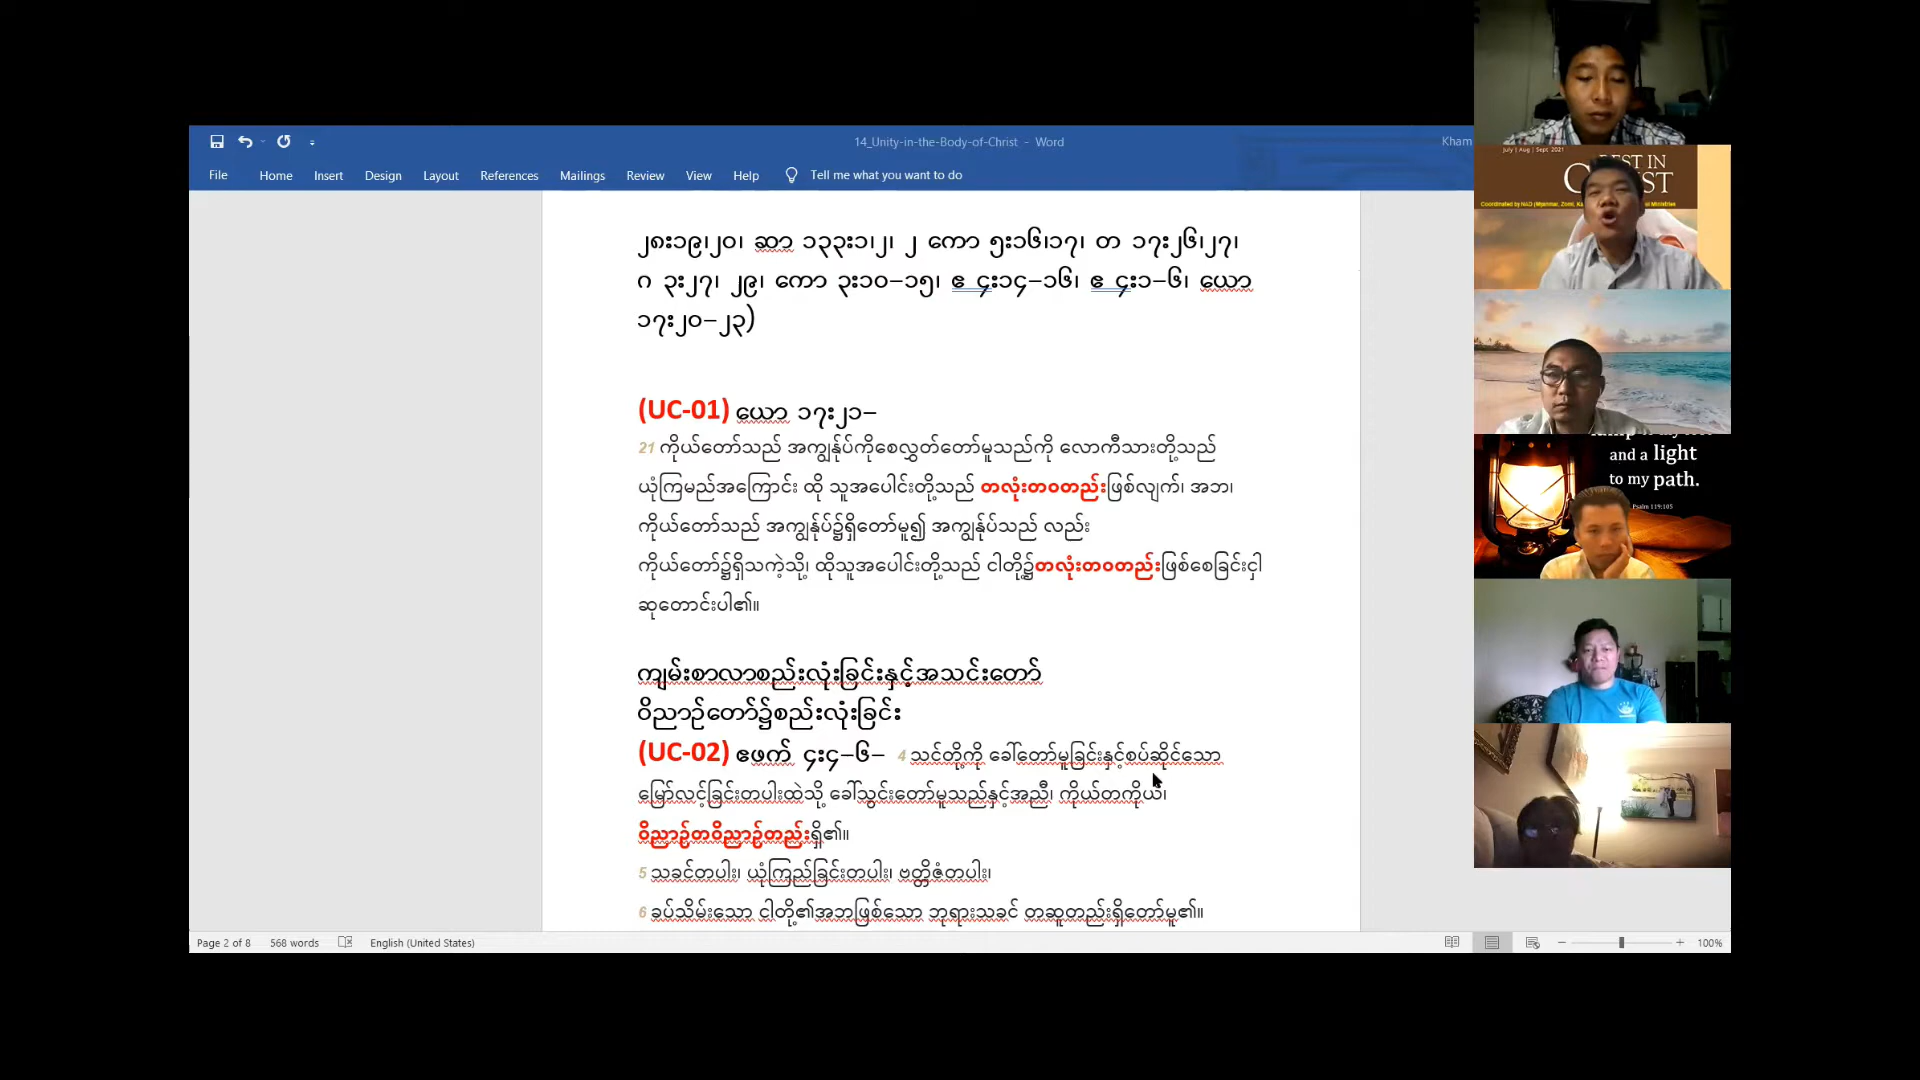 14_Unity-in-the-Body-of-Christ - Word
Kham
File Home Insert Design Layout References Mailings Review View Help Tell me what you want to do
၂၈း၁၉၊၂၀၊ ဆာ ၁၃၃း၁၊၂၊ ၂ ကော ၅း၁၆၊၁၇၊ တ ၁၇း၂၆၊၂၇၊
ဂ ၃း၂၇၊ ၂၉၊ ကော ၃း၁၀–၁၅၊ ဧ ၄း၁၄–၁၆၊ ဧ ၄း၁–၆၊ ယော
၁၇း၂၀–၂၃)
(UC-01) ယော ၁၇း၂၁–
21 ကိုယ်တော်သည် အကျွန်ုပ်ကိုစေလွှတ်တော်မူသည်ကို လောကီသားတို့သည်
ယုံကြမည်အကြောင်း ထို သူအပေါင်းတို့သည် တလုံးတဝတည်းဖြစ်လျက်၊ အဘ၊
ကိုယ်တော်သည် အကျွန်ုပ်၌ရှိတော်မူ၍ အကျွန်ုပ်သည် လည်း
ကိုယ်တော်၌ရှိသကဲ့သို့၊ ထိုသူအပေါင်းတို့သည် ငါတို့၌တလုံးတဝတည်းဖြစ်စေခြင်းငှါ
ဆုတောင်းပါ၏။
ကျမ်းစာလာစည်းလုံးခြင်းနှင့်အသင်းတော်
ဝိညာဉ်တော်၌စည်းလုံးခြင်း
(UC-02) ဧဖက် ၄း၄–၆– 4 သင်တို့ကို ခေါ်တော်မူခြင်းနှင့်စပ်ဆိုင်သော
မြော်လင့်ခြင်းတပါးထဲသို့ ခေါ်သွင်းတော်မူသည်နှင့်အညီ၊ ကိုယ်တကိုယ်၊
ဝိညာဉ်တဝိညာဉ်တည်းရှိ၏။
5 သခင်တပါး၊ ယုံကြည်ခြင်းတပါး၊ ဗတ္တိဇံတပါး၊
6 ခပ်သိမ်းသော ငါတို့၏အဘဖြစ်သော ဘုရားသခင် တဆူတည်းရှိတော်မူ၏။
Page 2 of 8 568 words English (United States) 100%
July | Aug | Sept 2021
REST IN
and a light
to my path.
Psalm 119:105